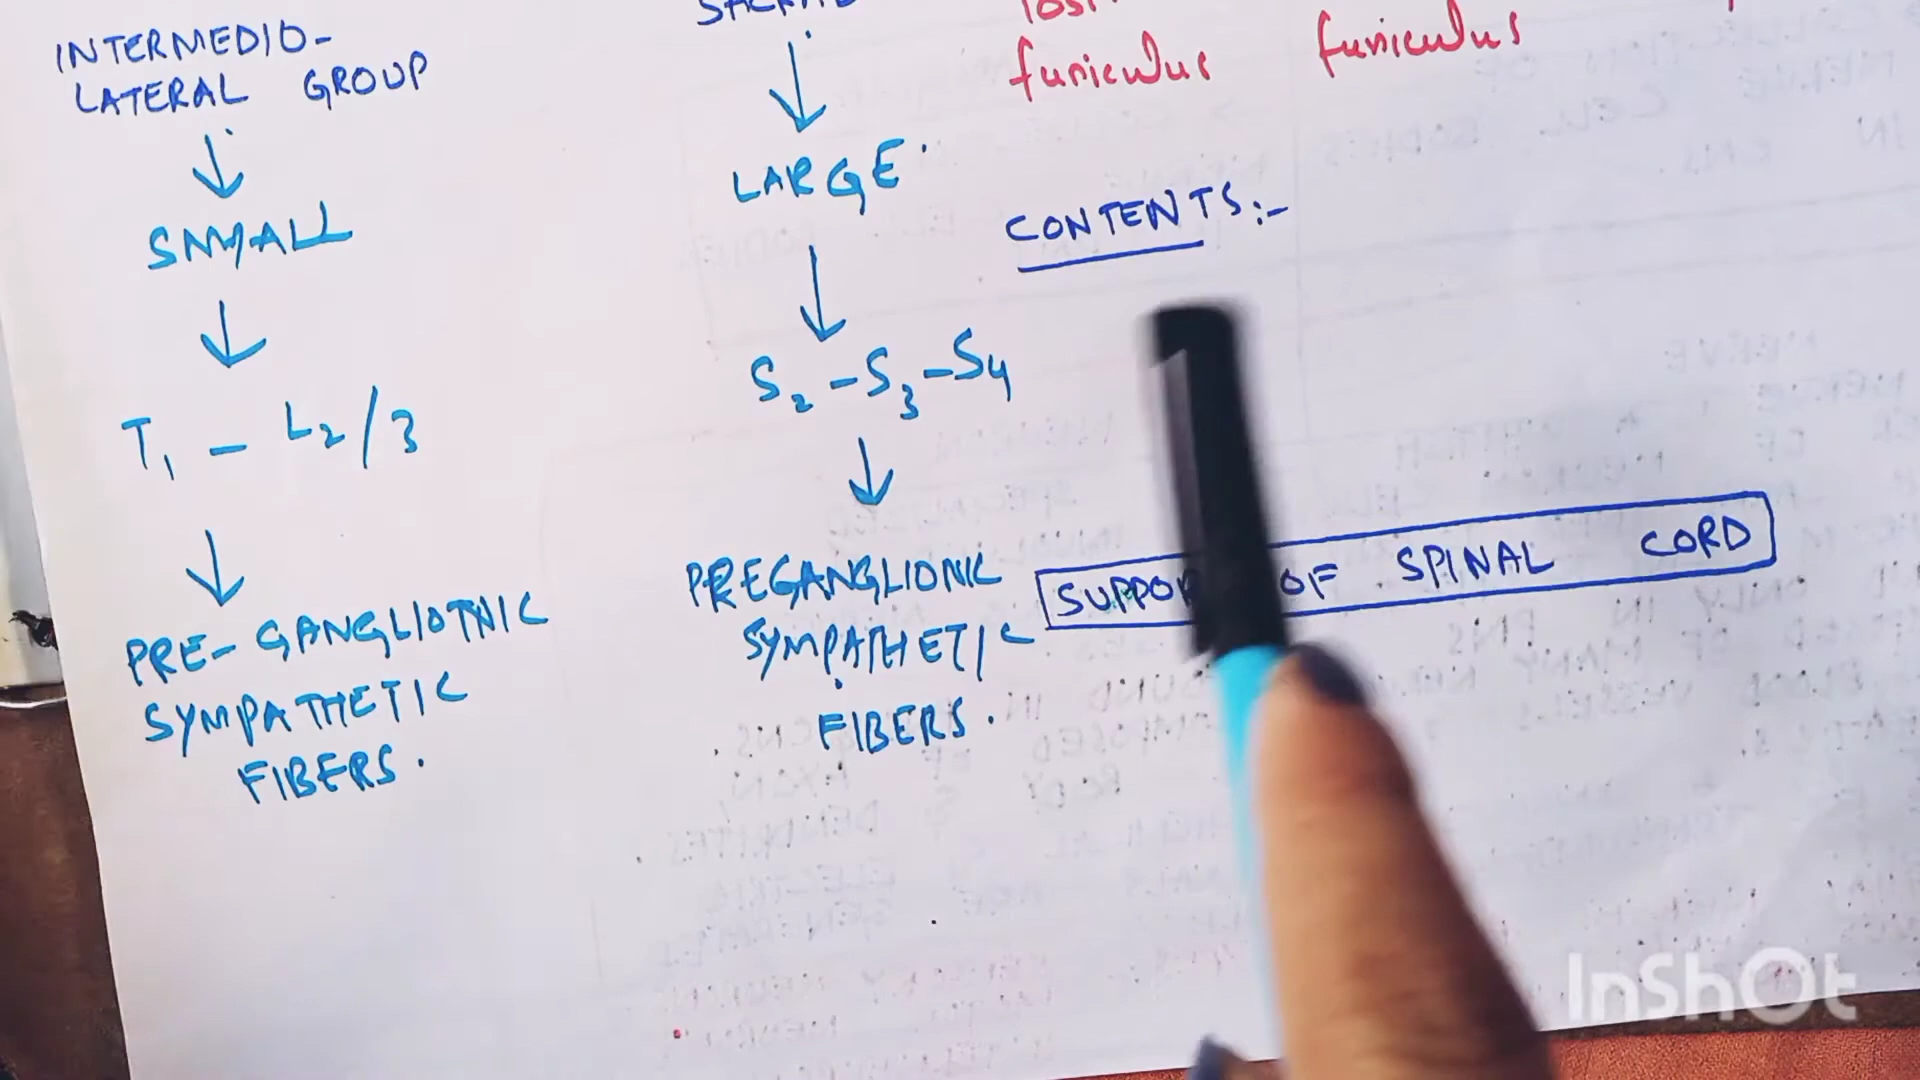 INTERMEDIO-
LATERAL GROUP
↓
SMALL
↓
T1 - L2/3
↓
PRE-GANGLIOTNIC
SYMPATHETIC
FIBERS.
↓
LARGE
↓
S2-S3-S4
↓
PREGANGLIONIC
SYMPATHETIC
FIBERS.
funiculus funiculus
CONTENTS:-
OF SPINAL CORD
InShOt